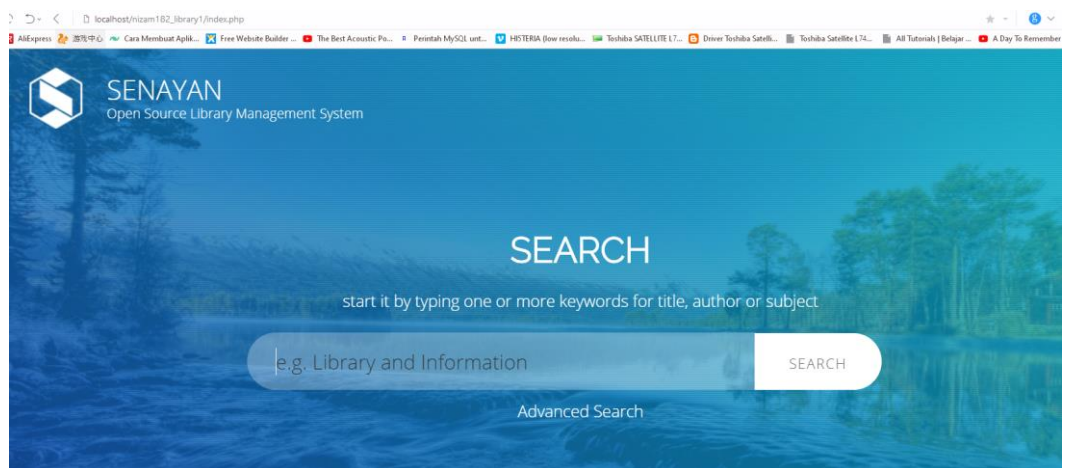 localhost/nizam182_library1/index.php
AliExpress 游戏中心 Cara Membuat Aplik... Free Website Builder ... The Best Acoustic Po... Perintah MySQL unt... HISTERIA (low resolu... Toshiba SATELLITE L7... Driver Toshiba Satelli... Toshiba Satellite L74... All Tutorials | Belajar ... A Day To Remember
SENAYAN
Open Source Library Management System
SEARCH
start it by typing one or more keywords for title, author or subject
e.g. Library and Information SEARCH
Advanced Search